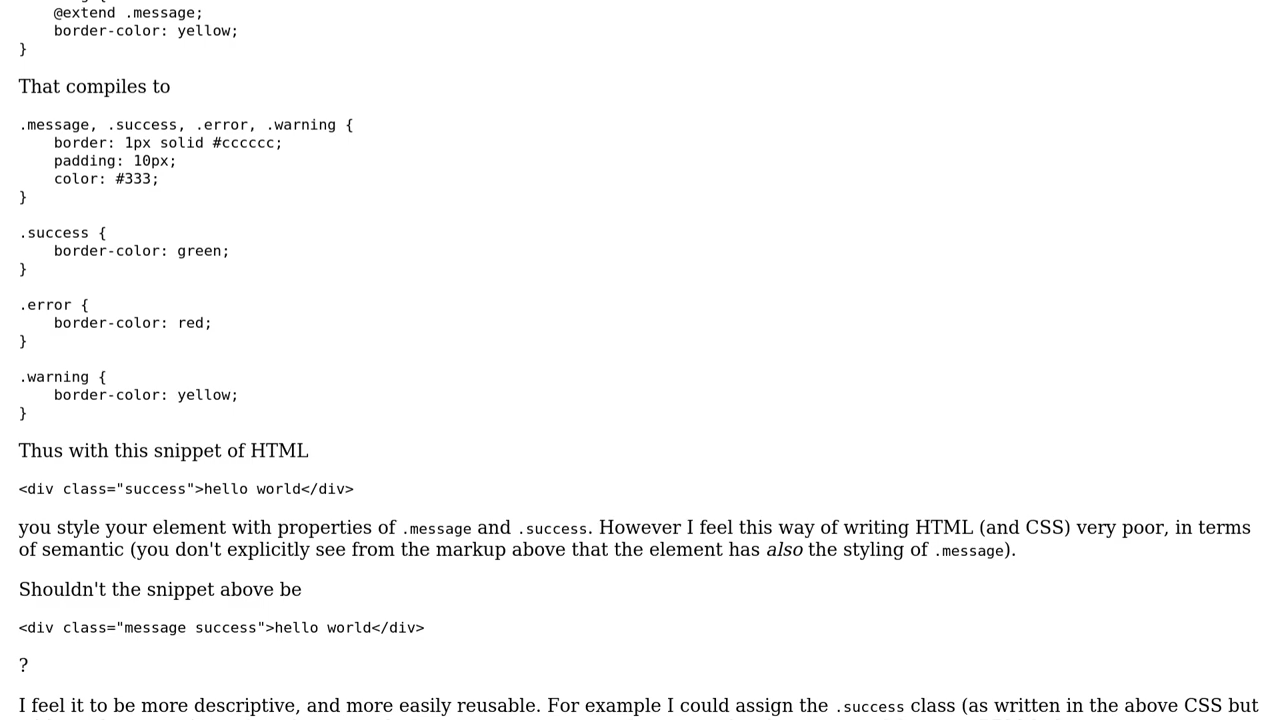 @extend .message;
border-color: yellow;
}
That compiles to
.message, .success, .error, .warning {
border: 1px solid #cccccc;
padding: 10px;
color: #333;
}
.success {
border-color: green;
}
.error {
border-color: red;
}
.warning {
border-color: yellow;
}
Thus with this snippet of HTML
<div class="success">hello world</div>
you style your element with properties of .message and .success. However I feel this way of writing HTML (and CSS) very poor, in terms
of semantic (you don't explicitly see from the markup above that the element has also the styling of .message).
Shouldn't the snippet above be
<div class="message success">hello world</div>
?
I feel it to be more descriptive, and more easily reusable. For example I could assign the .success class (as written in the above CSS but